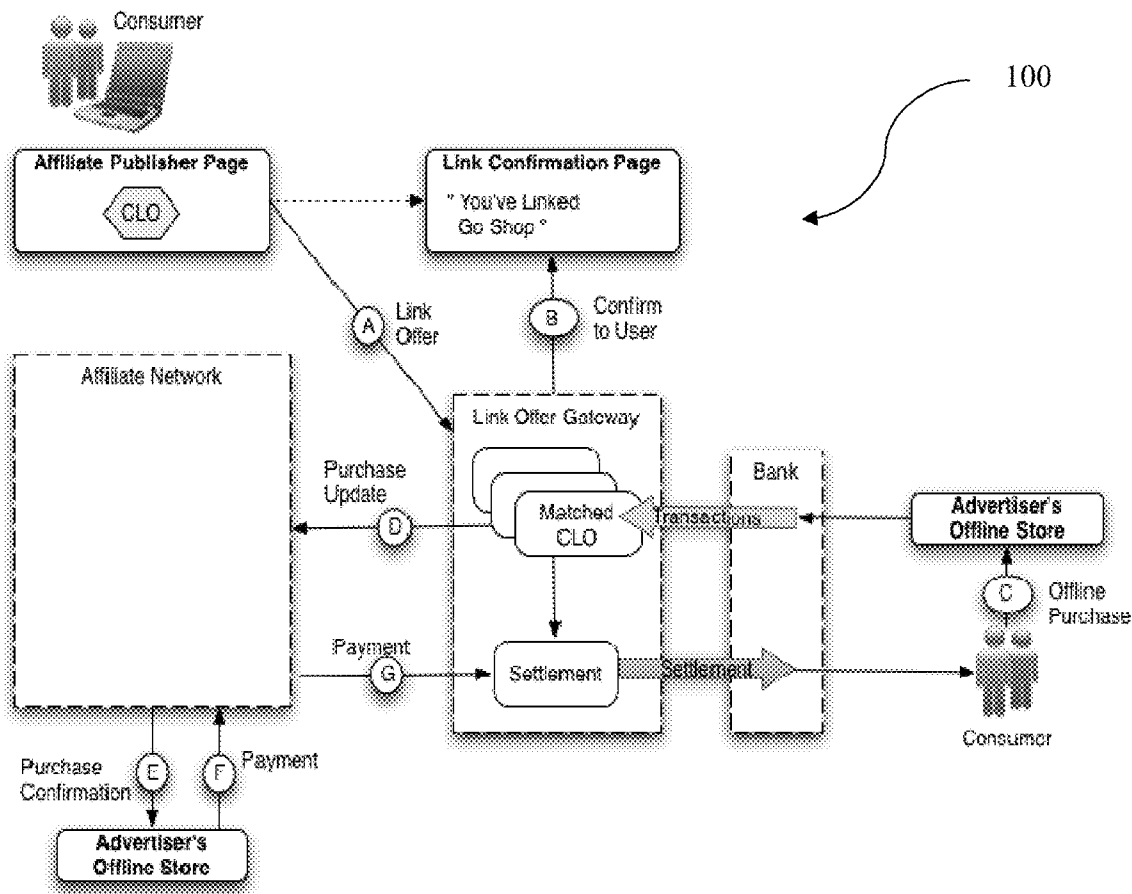 Consumer
100
Affiliate Publisher Page
CLO
Link Confirmation Page
" You've Linked
Go Shop "
A
Link
Offer
B
Confirm
to User
Affiliate Network
Link Offer Gateway
Bank
Purchase
Update
D
Matched
CLO
Transactions
Advertiser's
Offline Store
C
Offline
Purchase
Payment
G
Settlement
Settlement
Consumer
Purchase
Confirmation
E
F
Payment
Advertiser's
Offline Store